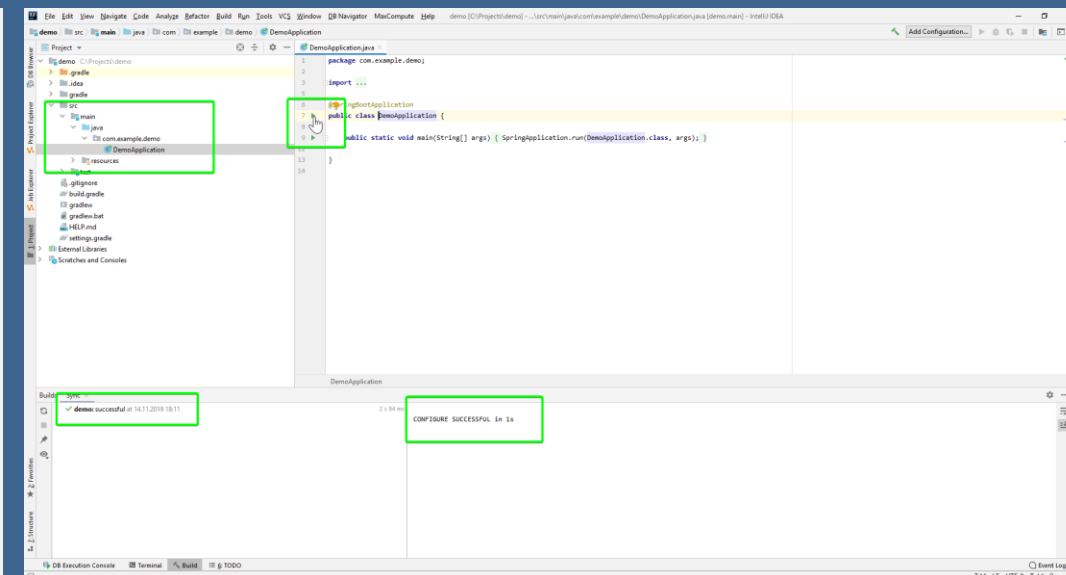 File Edit View Navigate Code Analyze Refactor Build Run Tools VCS Window DB Navigator MaxCompute Help demo [C:\Projects\demo] - ...\src\main\java\com\example\demo\DemoApplication.java [demo.main] - IntelliJ IDEA
demo src main java com example demo DemoApplication
Add Configuration...
Project
DemoApplication.java
DB Browser
Project Explorer
Job Explorer
1: Project
demo C:\Projects\demo
.gradle
.idea
gradle
src
main
java
com.example.demo
DemoApplication
resources
test
.gitignore
build.gradle
gradlew
gradlew.bat
HELP.md
settings.gradle
External Libraries
Scratches and Consoles
1 package com.example.demo;
2
3 import ...
5
6 @SpringBootApplication
7 public class DemoApplication {
8
9 public static void main(String[] args) { SpringApplication.run(DemoApplication.class, args); }
12
13 }
14
DemoApplication
Build: Sync
demo: successful at 14.11.2019 18:11 2 s 94 ms
CONFIGURE SUCCESSFUL in 1s
2: Favorites
Z: Structure
DB Execution Console Terminal Build 6: TODO
Event Log